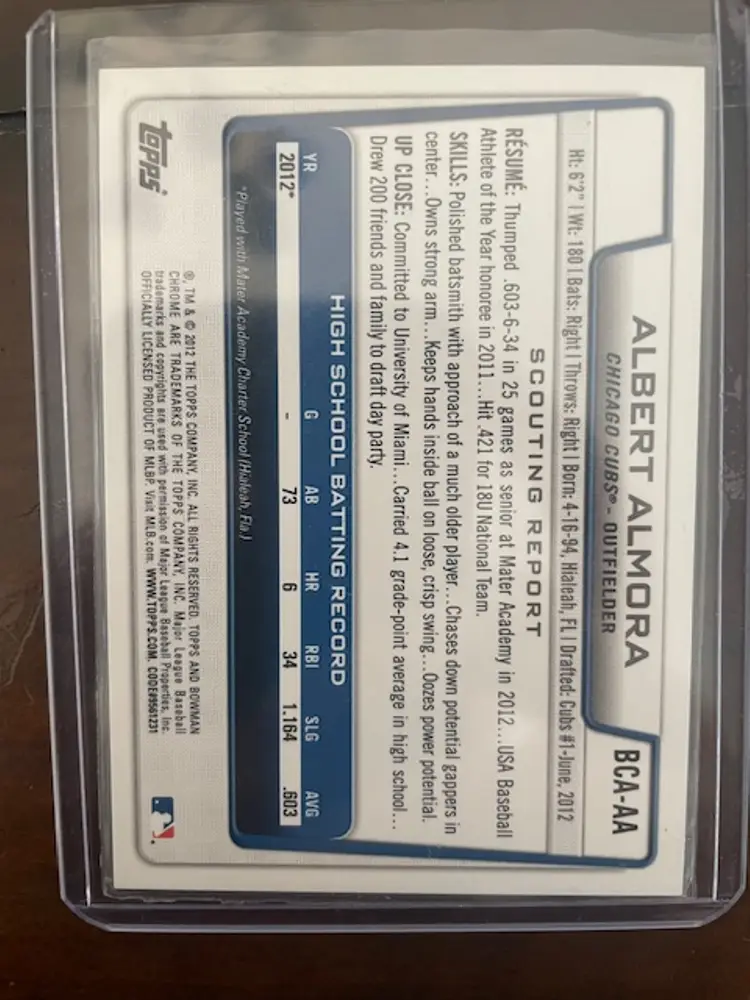 ALBERT ALMORA
CHICAGO CUBS® - OUTFIELDER
BCA-AA
Ht: 6'2" | Wt: 180 | Bats: Right | Throws: Right | Born: 4-16-94, Hialeah, FL | Drafted: Cubs #1-June, 2012
SCOUTING REPORT
RÉSUMÉ: Thumped .603-6-34 in 25 games as senior at Mater Academy in 2012...USA Baseball
Athlete of the Year honoree in 2011...Hit .421 for 18U National Team.
SKILLS: Polished batsmith with approach of a much older player...Chases down potential gappers in
center...Owns strong arm...Keeps hands inside ball on loose, crisp swing...Oozes power potential.
UP CLOSE: Committed to University of Miami...Carried 4.1 grade-point average in high school...
Drew 200 friends and family to draft day party.
HIGH SCHOOL BATTING RECORD
YR G AB HR RBI SLG AVG
2012* - 73 6 34 1.164 .603
*Played with Mater Academy Charter School (Hialeah, Fla.)
topps
®, TM & © 2012 THE TOPPS COMPANY, INC. ALL RIGHTS RESERVED. TOPPS AND BOWMAN
CHROME ARE TRADEMARKS OF THE TOPPS COMPANY, INC. Major League Baseball
trademarks and copyrights are used with permission of Major League Baseball Properties, Inc.
OFFICIALLY LICENSED PRODUCT OF MLBP. Visit MLB.com. WWW.TOPPS.COM. CODE#9561231